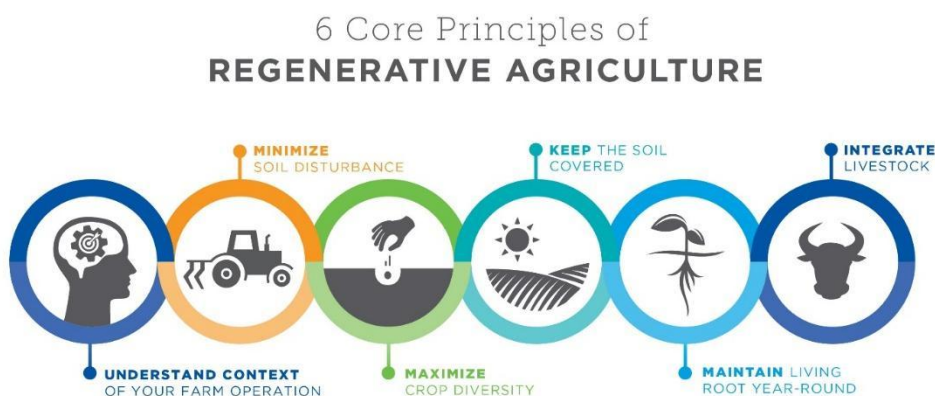 6 Core Principles of
REGENERATIVE AGRICULTURE
UNDERSTAND CONTEXT
OF YOUR FARM OPERATION
MINIMIZE
SOIL DISTURBANCE
MAXIMIZE
CROP DIVERSITY
KEEP THE SOIL
COVERED
MAINTAIN LIVING
ROOT YEAR-ROUND
INTEGRATE
LIVESTOCK